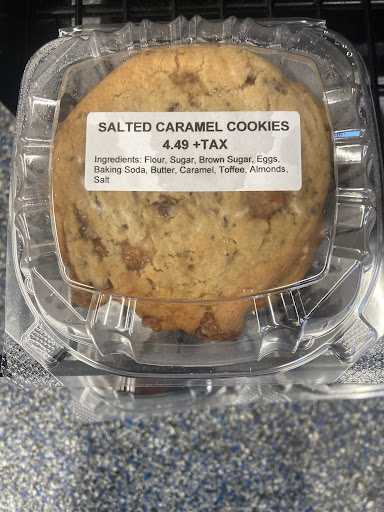 SALTED CARAMEL COOKIES
4.49 +TAX
Ingredients: Flour, Sugar, Brown Sugar, Eggs,
Baking Soda, Butter, Caramel, Toffee, Almonds,
Salt